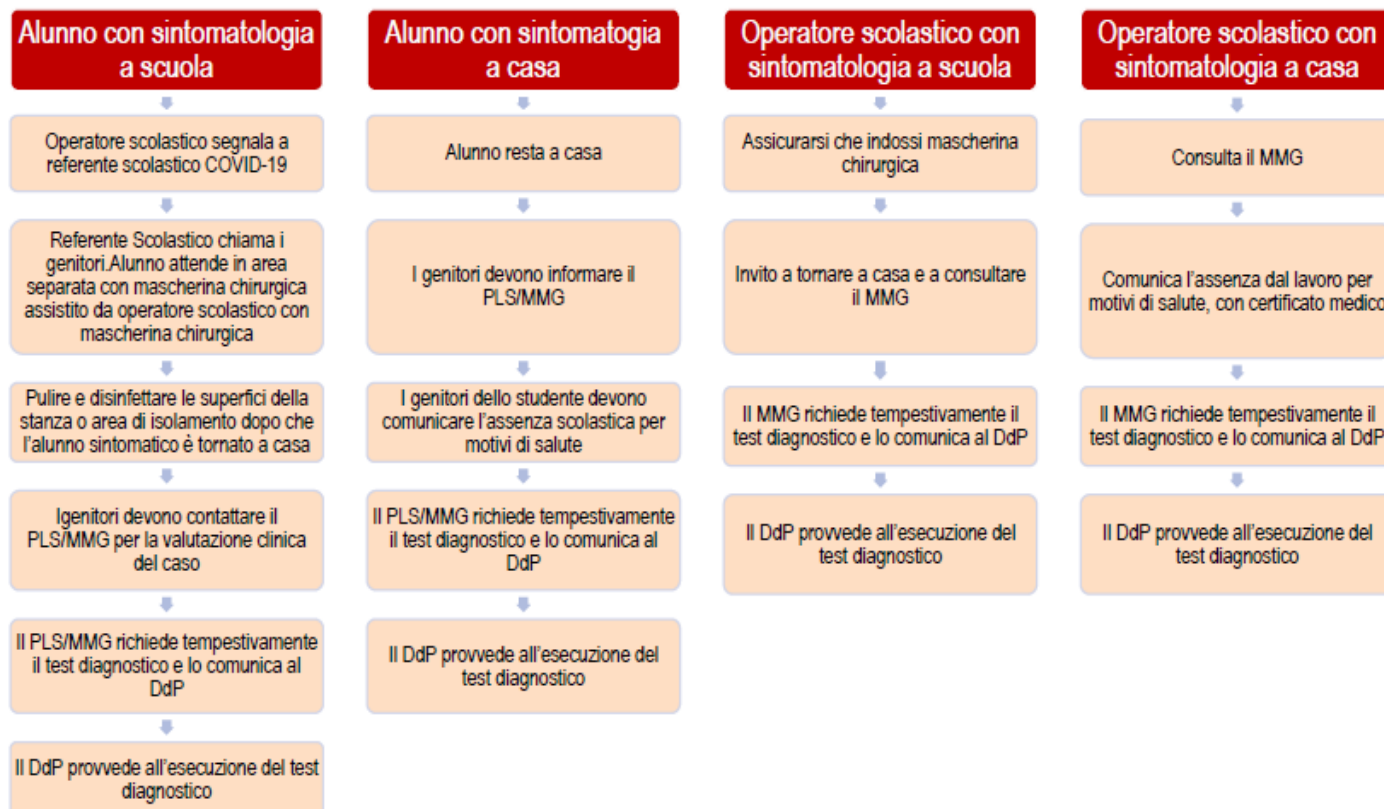 Alunno con sintomatologia
a scuola
Operatore scolastico segnala a
referente scolastico COVID-19
Referente Scolastico chiama i
genitori.Alunno attende in area
separata con mascherina chirurgica
assistito da operatore scolastico con
mascherina chirurgica
Pulire e disinfettare le superfici della
stanza o area di isolamento dopo che
l'alunno sintomatico è tornato a casa
Igenitori devono contattare il
PLS/MMG per la valutazione clinica
del caso
Il PLS/MMG richiede tempestivamente
il test diagnostico e lo comunica al
DdP
Il DdP provvede all'esecuzione del test
diagnostico
Alunno con sintomatogia
a casa
Alunno resta a casa
I genitori devono informare il
PLS/MMG
I genitori dello studente devono
comunicare l'assenza scolastica per
motivi di salute
Il PLS/MMG richiede tempestivamente
il test diagnostico e lo comunica al
DdP
Il DdP provvede all'esecuzione del
test diagnostico
Operatore scolastico con
sintomatologia a scuola
Assicurarsi che indossi mascherina
chirurgica
Invito a tornare a casa e a consultare
il MMG
Il MMG richiede tempestivamente il
test diagnostico e lo comunica al DdP
Il DdP provvede all'esecuzione del
test diagnostico
Operatore scolastico con
sintomatologia a casa
Consulta il MMG
Comunica l'assenza dal lavoro per
motivi di salute, con certificato medico
Il MMG richiede tempestivamente il
test diagnostico e lo comunica al DdP
Il DdP provvede all'esecuzione del
test diagnostico